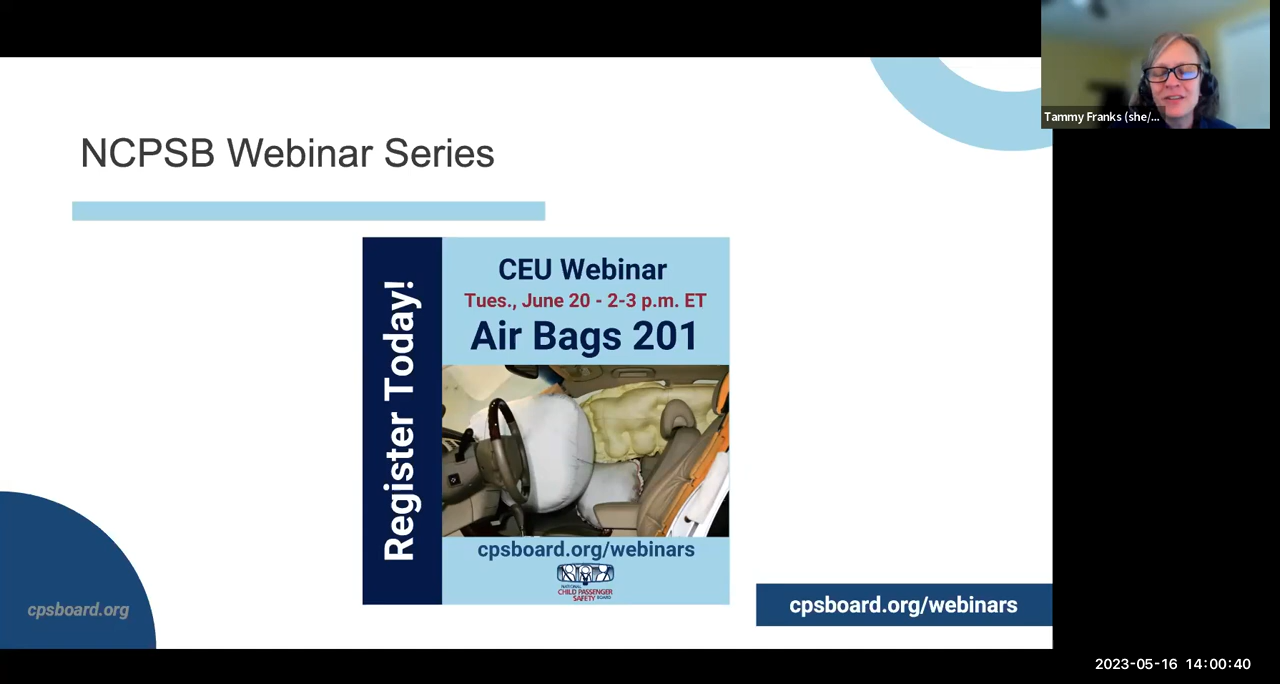 Tammy Franks (she/...
NCPSB Webinar Series
Register Today!
CEU Webinar
Tues., June 20 - 2-3 p.m. ET
Air Bags 201
cpsboard.org/webinars
NATIONAL
CHILD PASSENGER
SAFETY BOARD
cpsboard.org
cpsboard.org/webinars
2023-05-16 14:00:40